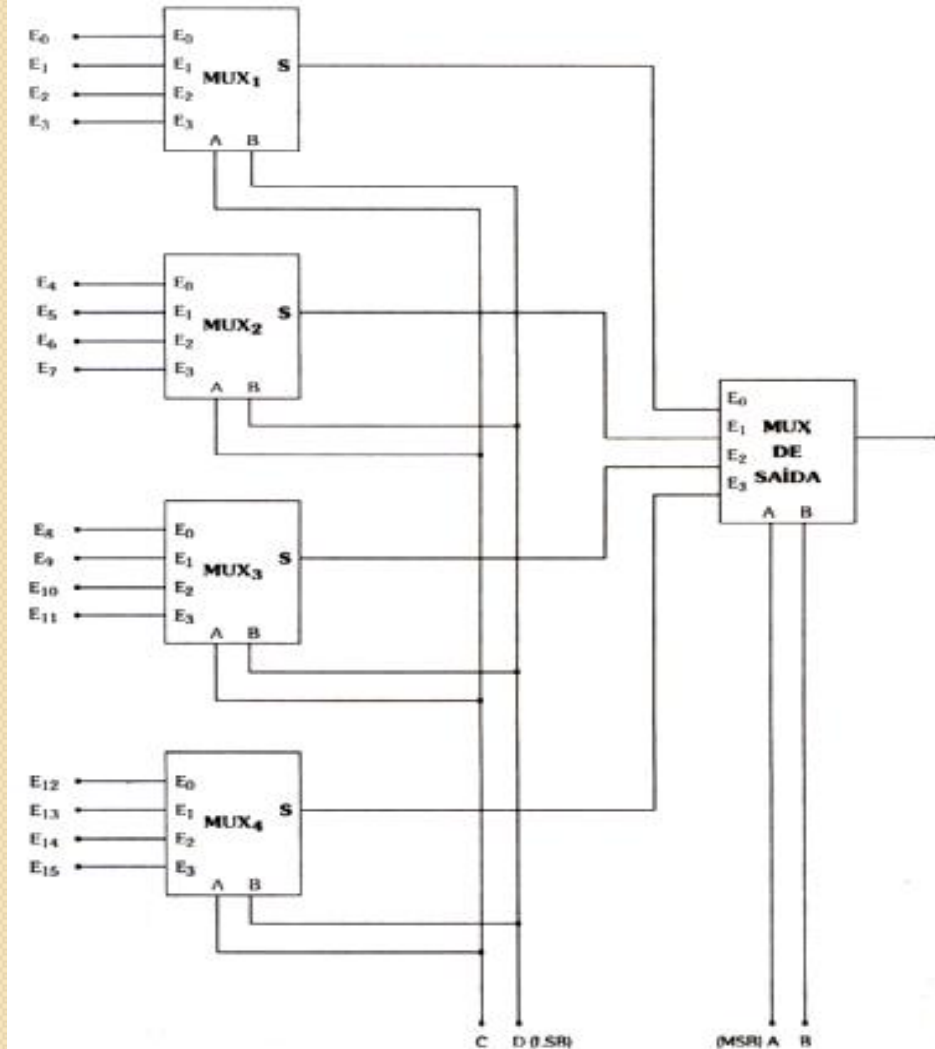 E₀ E₀
E₁ E₁ S
MUX₁
E₂ E₂
E₃ E₃
A B
E₄ E₀
E₅ E₁ S
MUX₂
E₆ E₂
E₇ E₃
A B
E₀
E₁ MUX
DE
E₂
E₃ SAÍDA
A B
E₈ E₀
E₉ E₁ S
MUX₃
E₁₀ E₂
E₁₁ E₃
A B
E₁₂ E₀
E₁₃ E₁ S
MUX₄
E₁₄ E₂
E₁₅ E₃
A B
C D (LSB) (MSB) A B